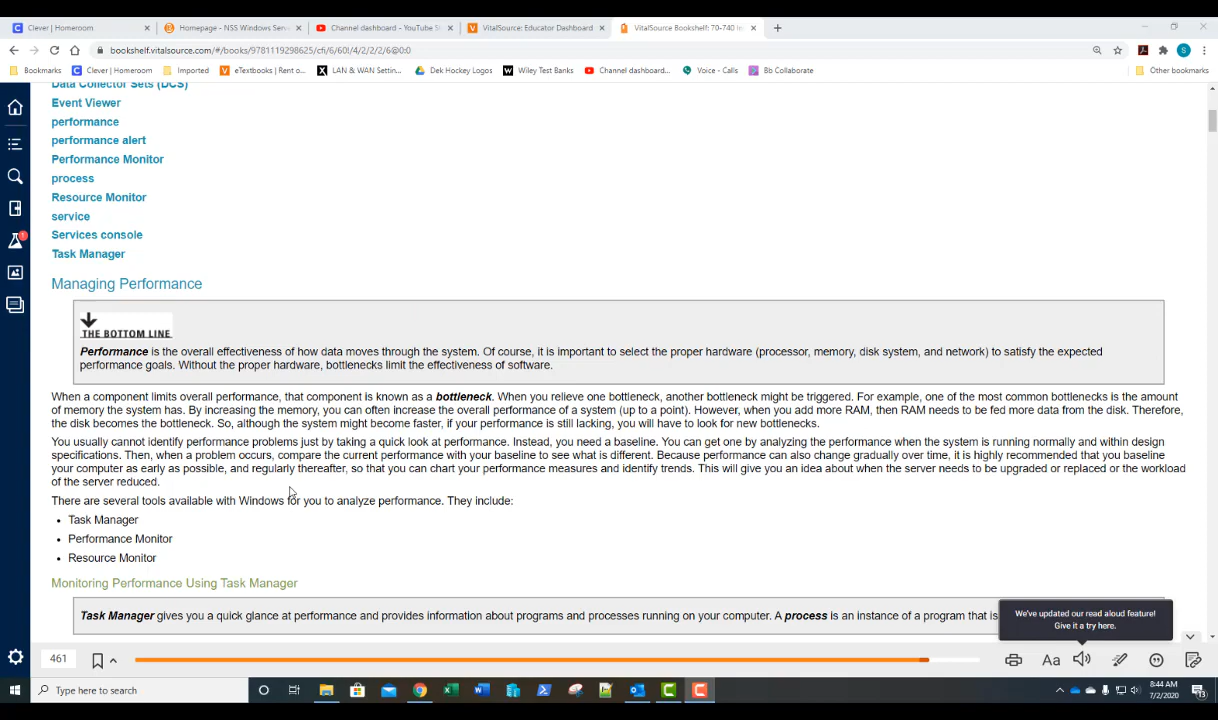 Clever | Homeroom
Homepage - NSS Windows Serv
Channel dashboard - YouTube St
VitalSource: Educator Dashboard
VitalSource Bookshelf: 70-740 In
bookshelf.vitalsource.com/#/books/9781119298625/cfi/6/60!/4/2/2/2/6@0:0
S
Bookmarks
Clever | Homeroom
Imported
eTextbooks | Rent o...
LAN & WAN Settin...
Dek Hockey Logos
Wiley Test Banks
Channel dashboard...
Voice - Calls
Bb Collaborate
Other bookmarks
Data Collector Sets (DCS)
Event Viewer
performance
performance alert
Performance Monitor
process
Resource Monitor
service
Services console
Task Manager
Managing Performance
THE BOTTOM LINE
Performance is the overall effectiveness of how data moves through the system. Of course, it is important to select the proper hardware (processor, memory, disk system, and network) to satisfy the expected
performance goals. Without the proper hardware, bottlenecks limit the effectiveness of software.
When a component limits overall performance, that component is known as a bottleneck. When you relieve one bottleneck, another bottleneck might be triggered. For example, one of the most common bottlenecks is the amount
of memory the system has. By increasing the memory, you can often increase the overall performance of a system (up to a point). However, when you add more RAM, then RAM needs to be fed more data from the disk. Therefore,
the disk becomes the bottleneck. So, although the system might become faster, if your performance is still lacking, you will have to look for new bottlenecks.
You usually cannot identify performance problems just by taking a quick look at performance. Instead, you need a baseline. You can get one by analyzing the performance when the system is running normally and within design
specifications. Then, when a problem occurs, compare the current performance with your baseline to see what is different. Because performance can also change gradually over time, it is highly recommended that you baseline
your computer as early as possible, and regularly thereafter, so that you can chart your performance measures and identify trends. This will give you an idea about when the server needs to be upgraded or replaced or the workload
of the server reduced.
There are several tools available with Windows for you to analyze performance. They include:
• Task Manager
• Performance Monitor
• Resource Monitor
Monitoring Performance Using Task Manager
Task Manager gives you a quick glance at performance and provides information about programs and processes running on your computer. A process is an instance of a program that is
We've updated our read aloud feature!
Give it a try here.
461
Aa
Type here to search
8:44 AM
7/2/2020